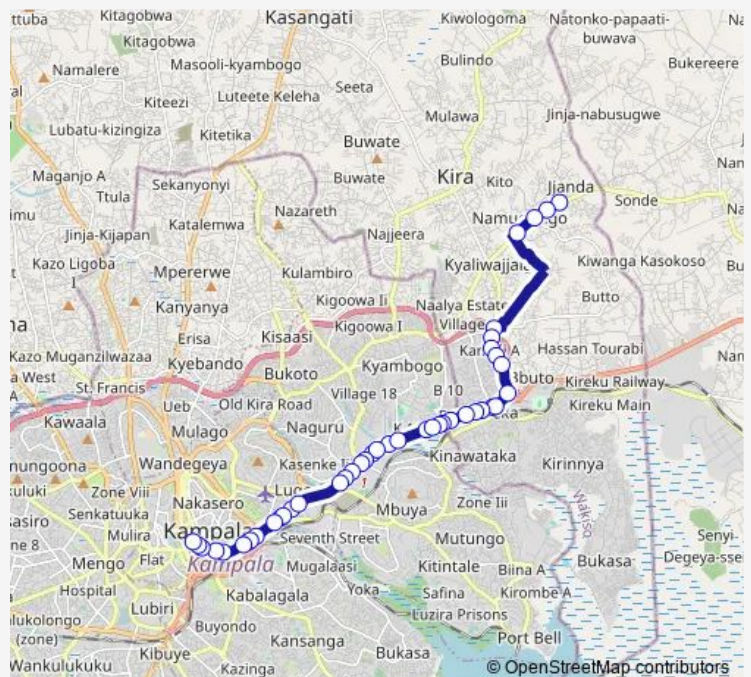 Kitagobwa
Kasangati
Kiwologoma
Natonko-papaati-
buwava
Kitagobwa
Namalere
Masooli-kyambogo
Bulindo
Bukereere
Kiteezi
Luteete Keleha
Seeta
Lubatu-kizingiza
Kitetika
Mulawa
Jinja-nabusugwe
Buwate
Maganjo A
Sekanyonyi
Buwate
Kira
Kito
Jjanda
Ttula
Sonde
Nazareth
Jinja-Kijapan
Katalemwa
Najjeera
Kazo Ligoba
I
Mpererwe
Kulambiro
Kiwanga Kasokoso
Kanyanya
Kigoowa Ii
Naalya Estate
Butto
Village
Kigoowa I
Erisa
Kisaasi
Hassan Tourabi
Kazo Muganzilwazaa
Kyebando
Kyambogo
a West
St. Francis
Bukoto
Village 18
B 10
Kireku Railway
Kawaala
Ueb
Old Kira Road
Kireku Main
Mulago
Naguru
Wandegeya
Kinawataka
Kirinnya
Zone Viii
Nakasero
Mbuya
Zone Iii
Senkatuuka
Wakiso
Mulira
Kampala
Seventh Street
Senyi-
Degeya-sse
Mengo
Flat
Kampala
Mugalaasi
Mutungo
Bukasa
Hospital
Kitintale
Biina A
Lubiri
Kabalagala
Yoka
Safina
Kirombe A
Luzira Prisons
(zone)
Buyondo
Kansanga
Port Bell
Kibuye
Bukasa
Wankulukuku
Kazinga
© OpenStreetMap contributors